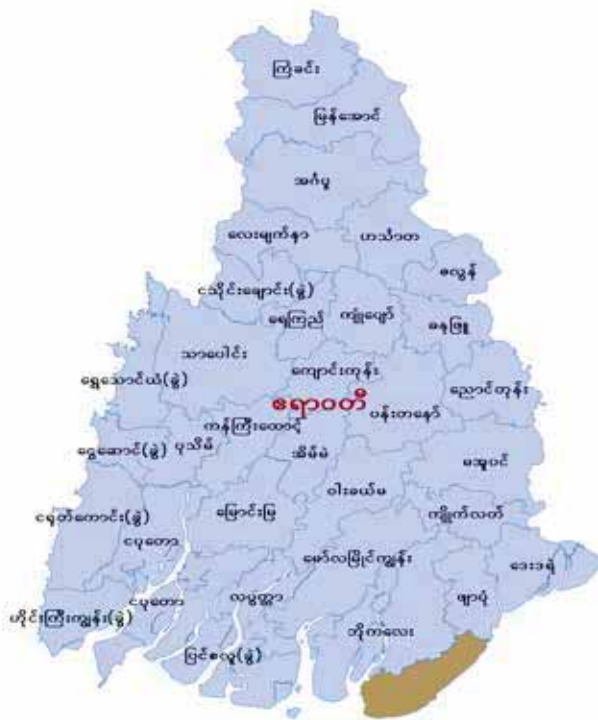 ကြံခင်း
မြန်အောင်
အင်္ဂပူ
လေးမျက်နှာ
ဟင်္သာတ
ဇလွန်
ငသိုင်းချောင်း(ခွဲ)
ရေကြည်
ကျုံပျော်
ဓနုဖြူ
သာပေါင်း
ကျောင်းကုန်း
ရွှေသောင်ယံ(ခွဲ)
ညောင်တုန်း
ဧရာဝတီ
ပန်းတနော်
ကန်ကြီးထောင့်
ငွေဆောင်(ခွဲ)
ပုသိမ်
အိမ်မဲ
မအူပင်
ဝါးခယ်မ
ငရုတ်ကောင်း(ခွဲ)
မြောင်းမြ
ကျိုက်လတ်
ငပုတော
မော်လမြိုင်ကျွန်း
ဒေးဒရဲ
ငပုတော
လပွတ္တာ
ဖျာပုံ
ဟိုင်းကြီးကျွန်း(ခွဲ)
ဘိုကလေး
ပြင်စလူ(ခွဲ)